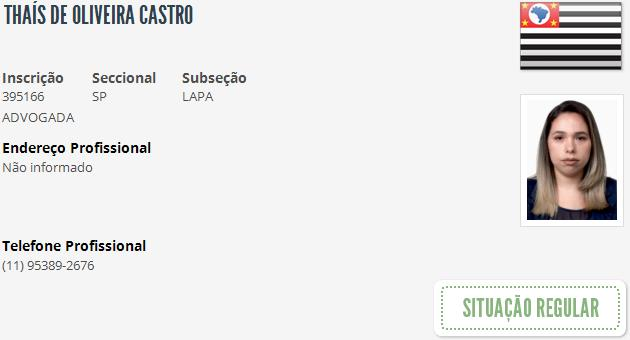 THAÍS DE OLIVEIRA CASTRO
Inscrição Seccional Subseção
395166 SP LAPA
ADVOGADA
Endereço Profissional
Não informado
Telefone Profissional
(11) 95389-2676
SITUAÇÃO REGULAR